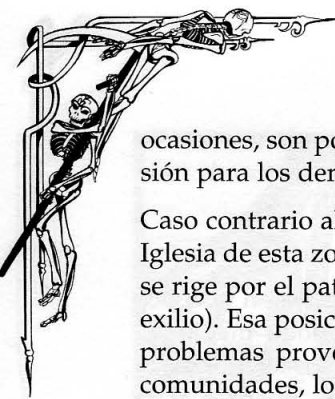 ocasiones, son po
sión para los der
Caso contrario al
Iglesia de esta zo
se rige por el pat
exilio). Esa posic
problemas prove
comunidades, lo